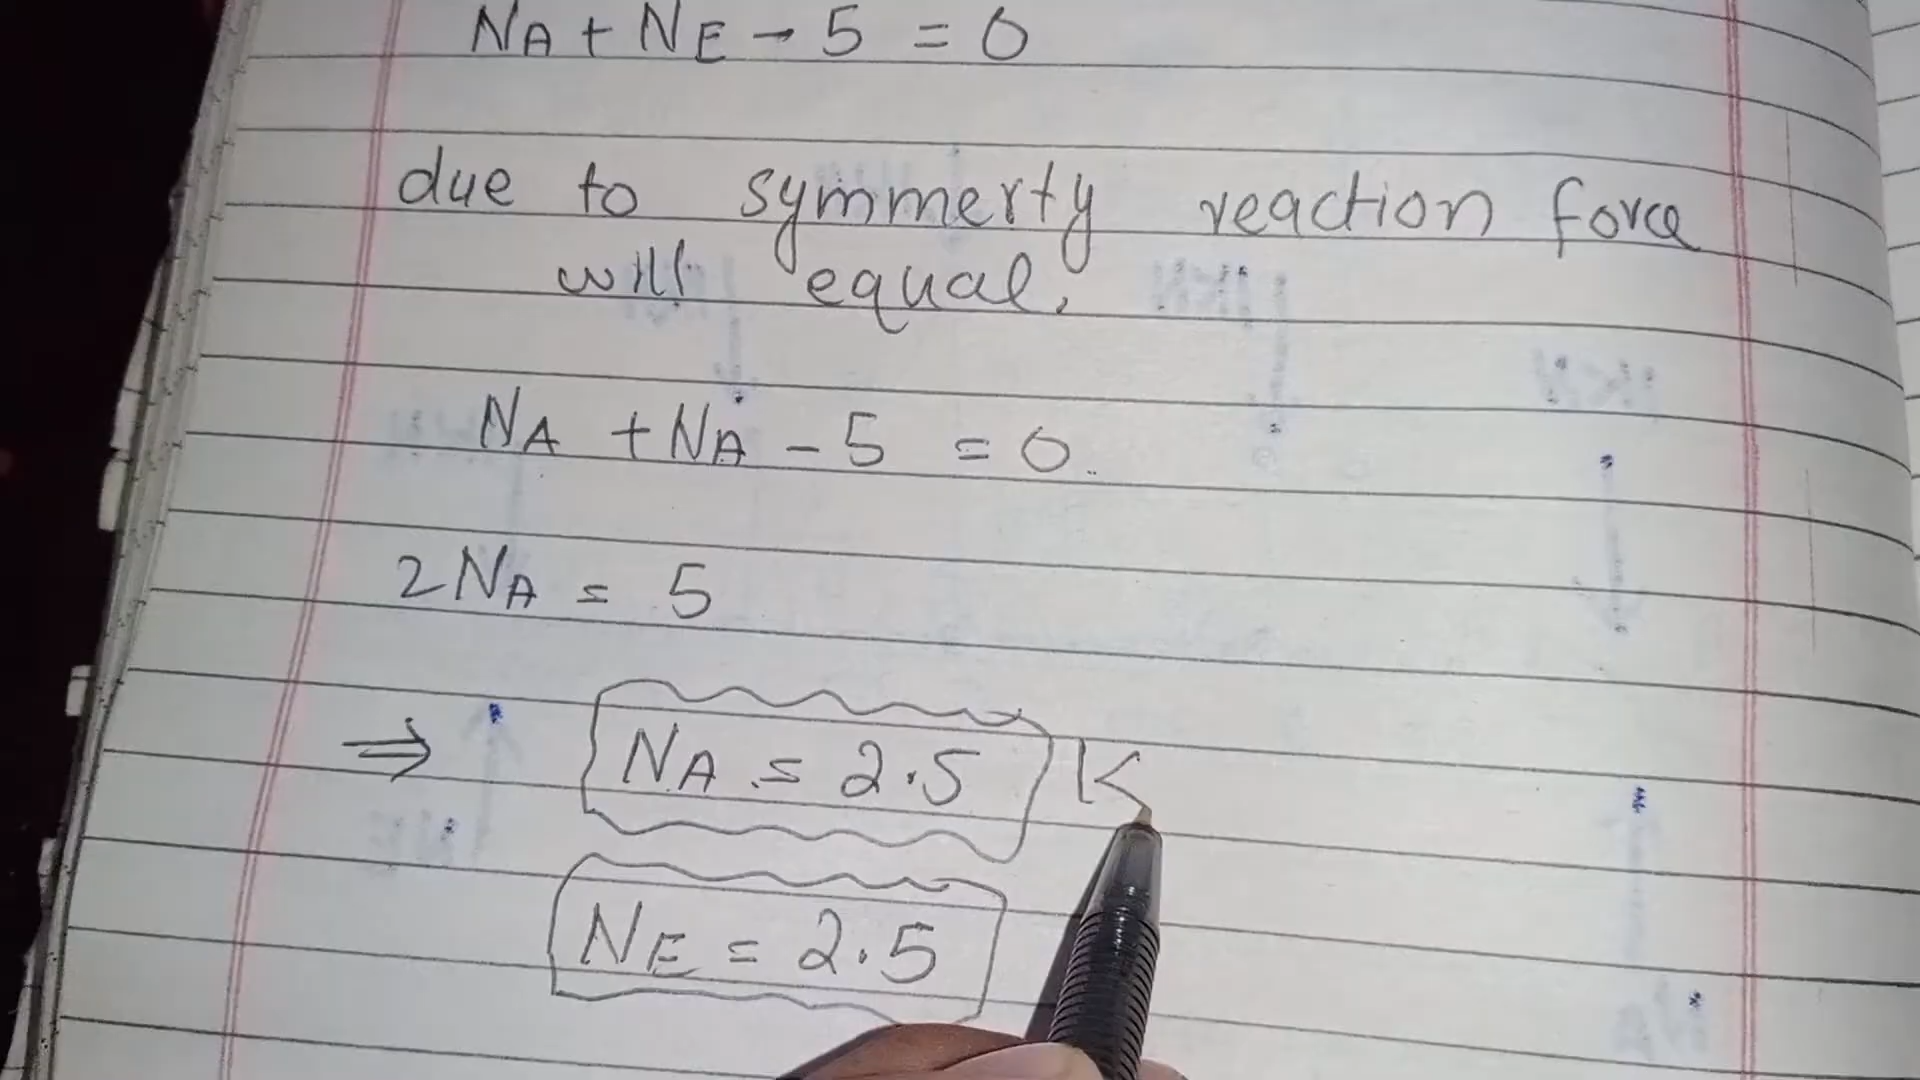 NA + NE - 5 = 0
due to symmerty reaction force
will equal.
NA + NA - 5 = 0.
2NA = 5
⇒ NA = 2.5 K
NE = 2.5